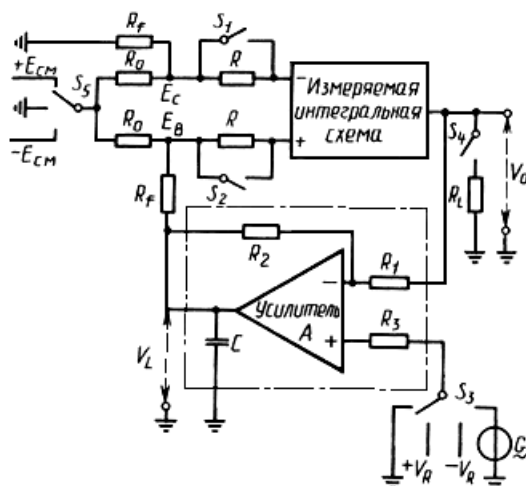 R_f
S_1
+E_см
S_5
R_0
E_C
R
−
Измеряемая
интегральная
схема
−E_см
R_0
E_B
R
+
S_4
V_0
S_2
R_f
R_L
R_2
R_1
−
Усилитель
A
+
R_3
V_L
C
S_3
+V_R
−V_R
G